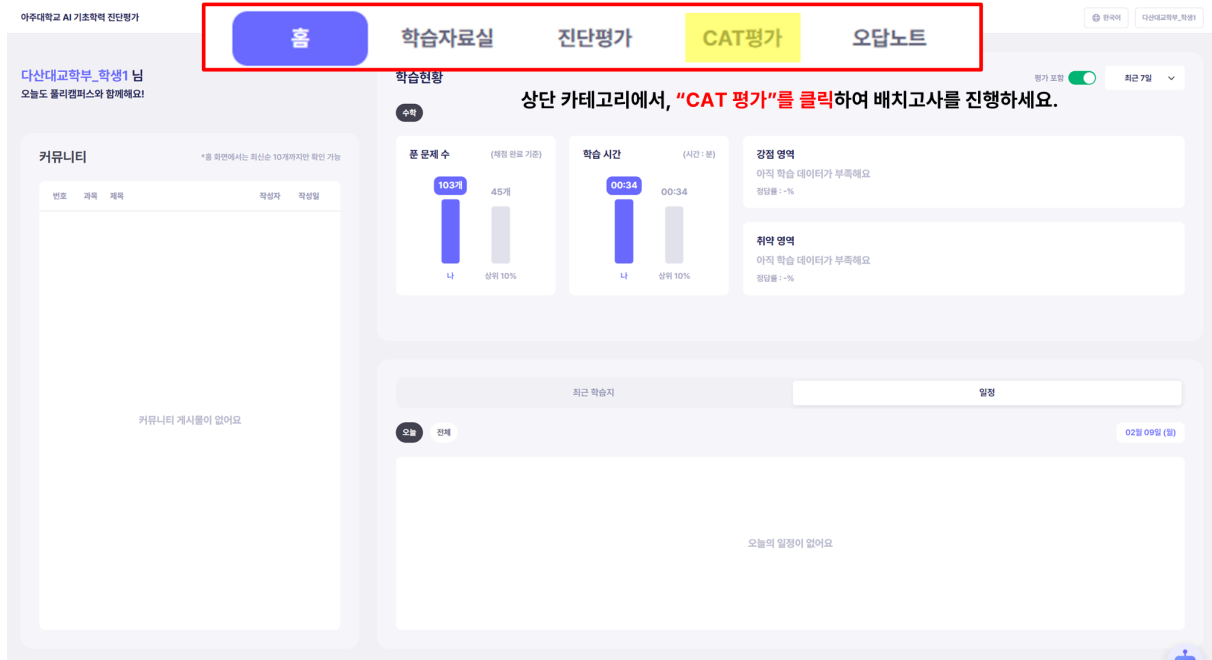 아주대학교 AI 기초학력 진단평가
홈 학습자료실 진단평가 CAT평가 오답노트
한국어 다산대교학부_학생1
다산대교학부_학생1 님
오늘도 풀리캠퍼스와 함께해요!
학습현황
평가 포함 최근 7일
상단 카테고리에서, “CAT 평가”를 클릭하여 배치고사를 진행하세요.
수학
커뮤니티 *홈 화면에서는 최신순 10개까지만 확인 가능
번호 과목 제목 작성자 작성일
커뮤니티 게시물이 없어요
푼 문제 수 (채점 완료 기준)
103개 45개
나 상위 10%
학습 시간 (시간 : 분)
00:34 00:34
나 상위 10%
강점 영역
아직 학습 데이터가 부족해요
정답률 : -%
취약 영역
아직 학습 데이터가 부족해요
정답률 : -%
최근 학습지 일정
오늘 전체 02월 09일 (월)
오늘의 일정이 없어요